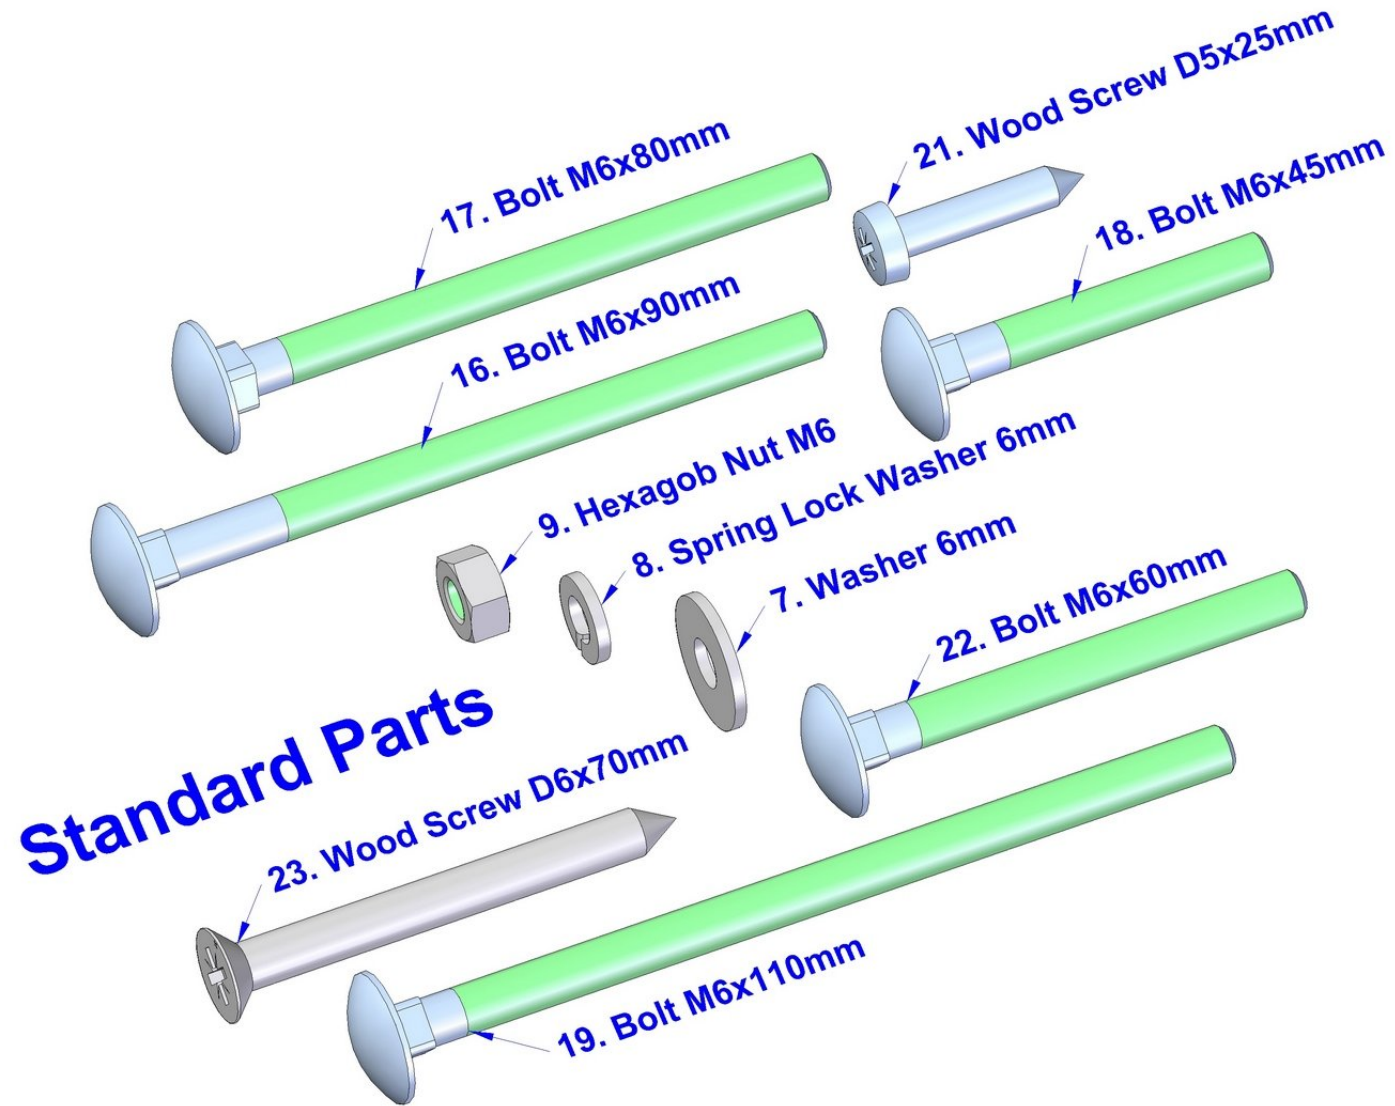 21. Wood Screw D5x25mm
17. Bolt M6x80mm
18. Bolt M6x45mm
16. Bolt M6x90mm
9. Hexagob Nut M6
8. Spring Lock Washer 6mm
7. Washer 6mm
22. Bolt M6x60mm
Standard Parts
23. Wood Screw D6x70mm
19. Bolt M6x110mm